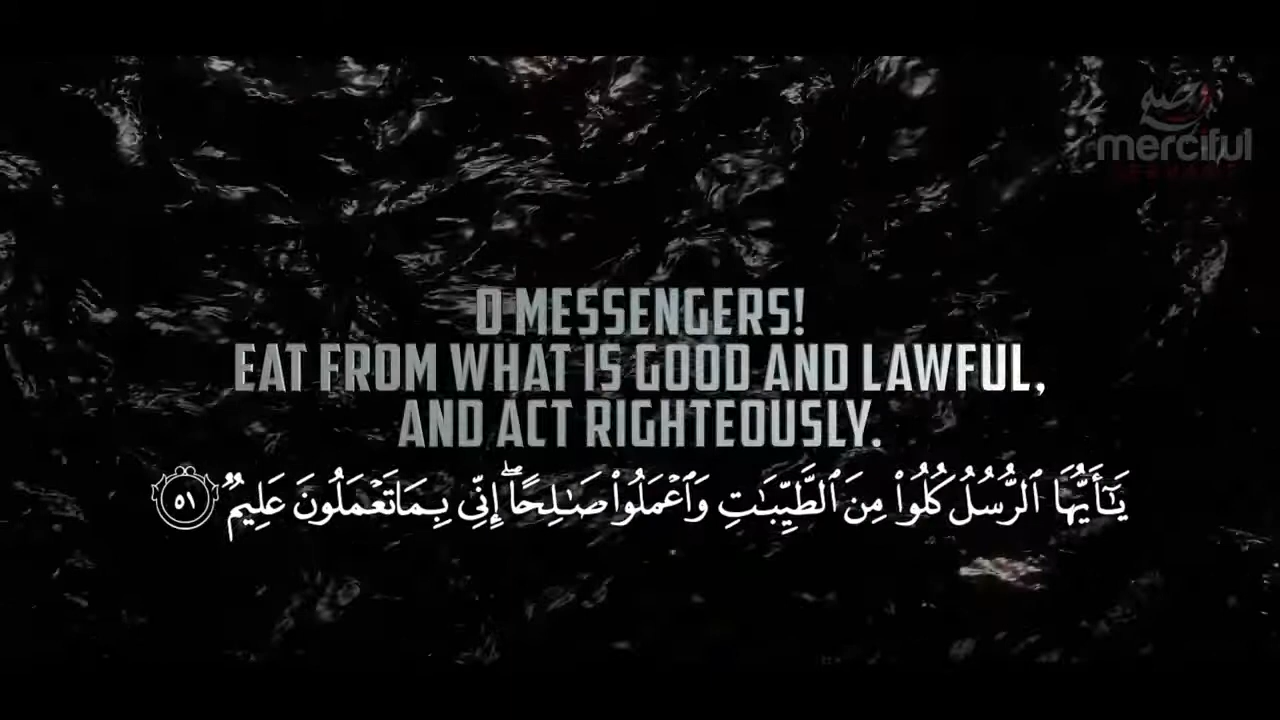 merciful
SERVANT
O MESSENGERS!
EAT FROM WHAT IS GOOD AND LAWFUL,
AND ACT RIGHTEOUSLY.
يَـٰٓأَيُّهَا ٱلرُّسُلُ كُلُوا۟ مِنَ ٱلطَّيِّبَـٰتِ وَٱعْمَلُوا۟ صَـٰلِحًا ۖ إِنِّى بِمَا تَعْمَلُونَ عَلِيمٌ ٥١